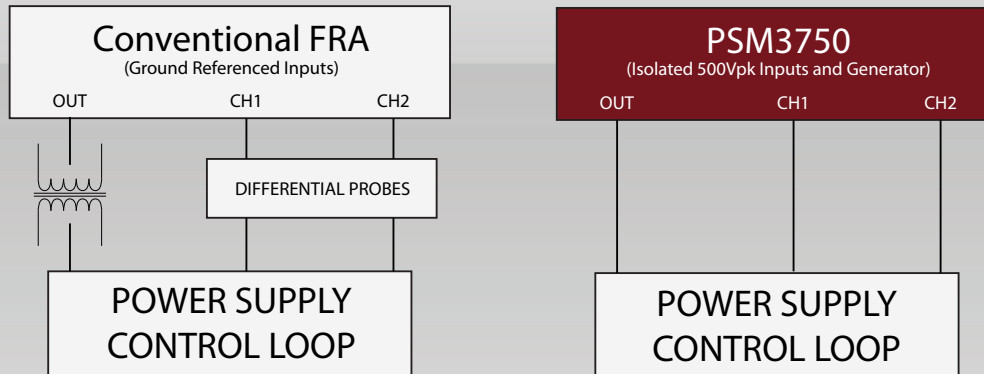 Conventional FRA
(Ground Referenced Inputs)
OUT CH1 CH2
DIFFERENTIAL PROBES
POWER SUPPLY
CONTROL LOOP
PSM3750
(Isolated 500Vpk Inputs and Generator)
OUT CH1 CH2
POWER SUPPLY
CONTROL LOOP